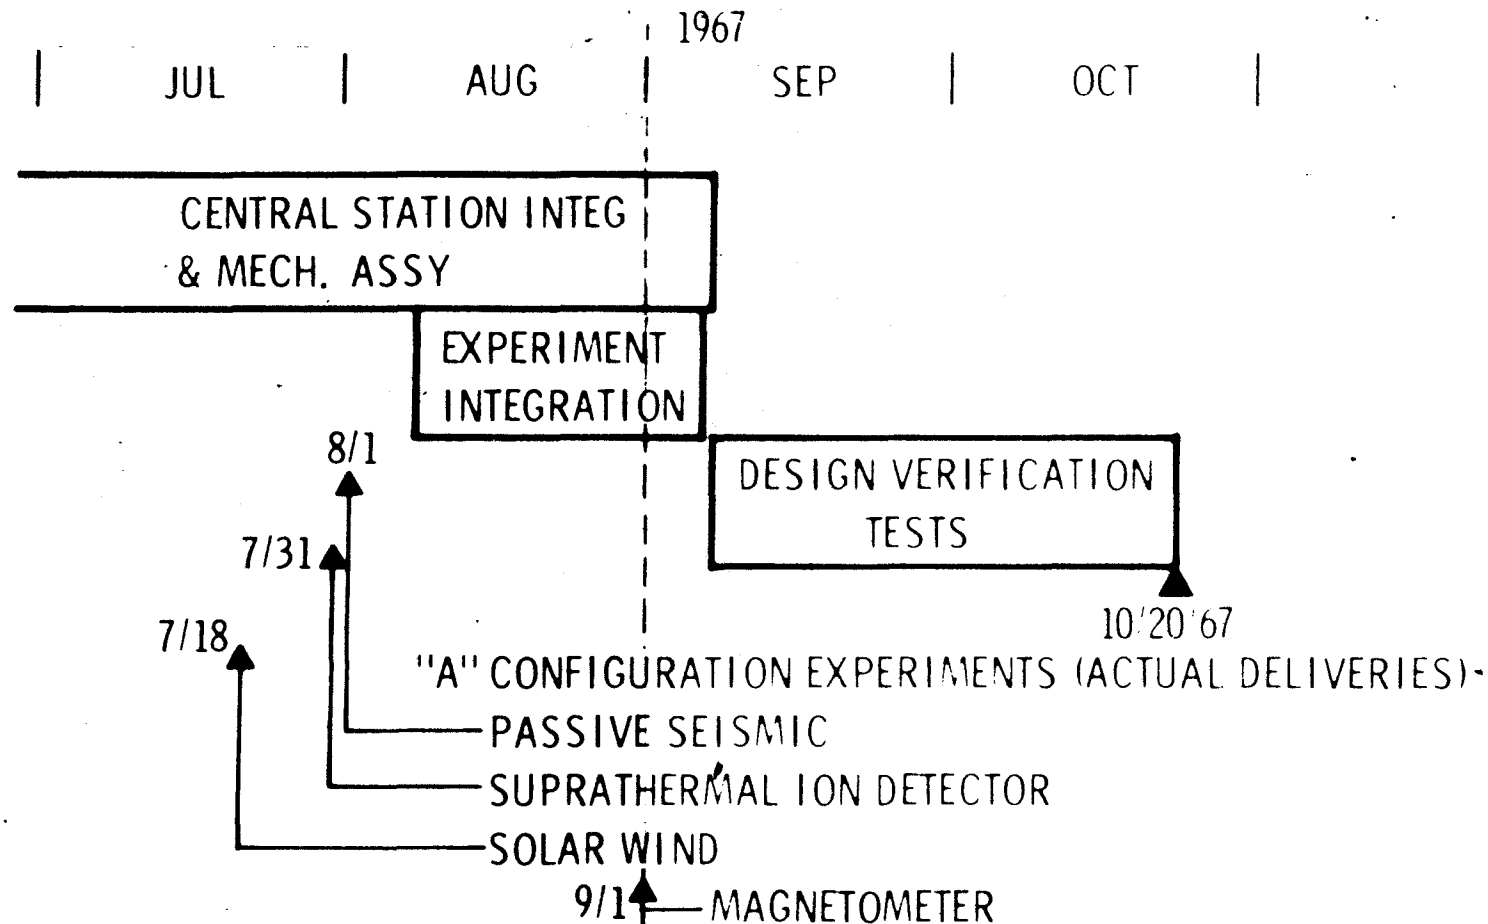 1967
JUL AUG SEP OCT
CENTRAL STATION INTEG
& MECH. ASSY
EXPERIMENT
INTEGRATION
8/1
DESIGN VERIFICATION
TESTS
7/31
10/20/67
7/18
"A" CONFIGURATION EXPERIMENTS (ACTUAL DELIVERIES)-
PASSIVE SEISMIC
SUPRATHERMAL ION DETECTOR
SOLAR WIND
9/1 MAGNETOMETER